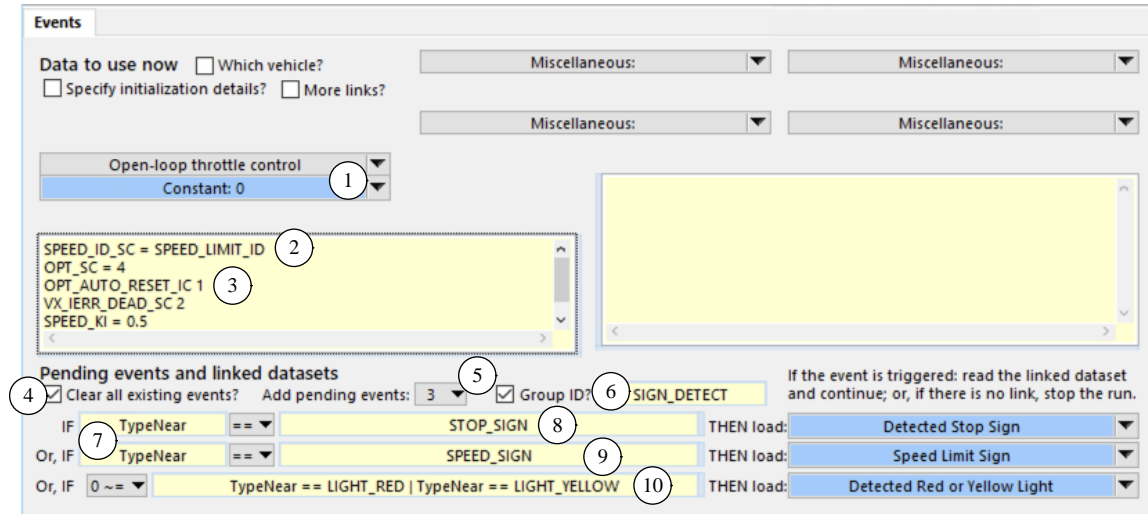 Events
Data to use now Which vehicle? Miscellaneous: Miscellaneous:
Specify initialization details? More links?
Miscellaneous: Miscellaneous:
Open-loop throttle control
Constant: 0 1
SPEED_ID_SC = SPEED_LIMIT_ID 2
OPT_SC = 4
OPT_AUTO_RESET_IC 1 3
VX_IERR_DEAD_SC 2
SPEED_KI = 0.5
Pending events and linked datasets 5 If the event is triggered: read the linked dataset
4 Clear all existing events? Add pending events: 3 Group ID? 6 SIGN_DETECT and continue; or, if there is no link, stop the run.
IF TypeNear == STOP_SIGN 8 THEN load: Detected Stop Sign
7
Or, IF TypeNear == SPEED_SIGN 9 THEN load: Speed Limit Sign
Or, IF 0 ~= TypeNear == LIGHT_RED | TypeNear == LIGHT_YELLOW 10 THEN load: Detected Red or Yellow Light